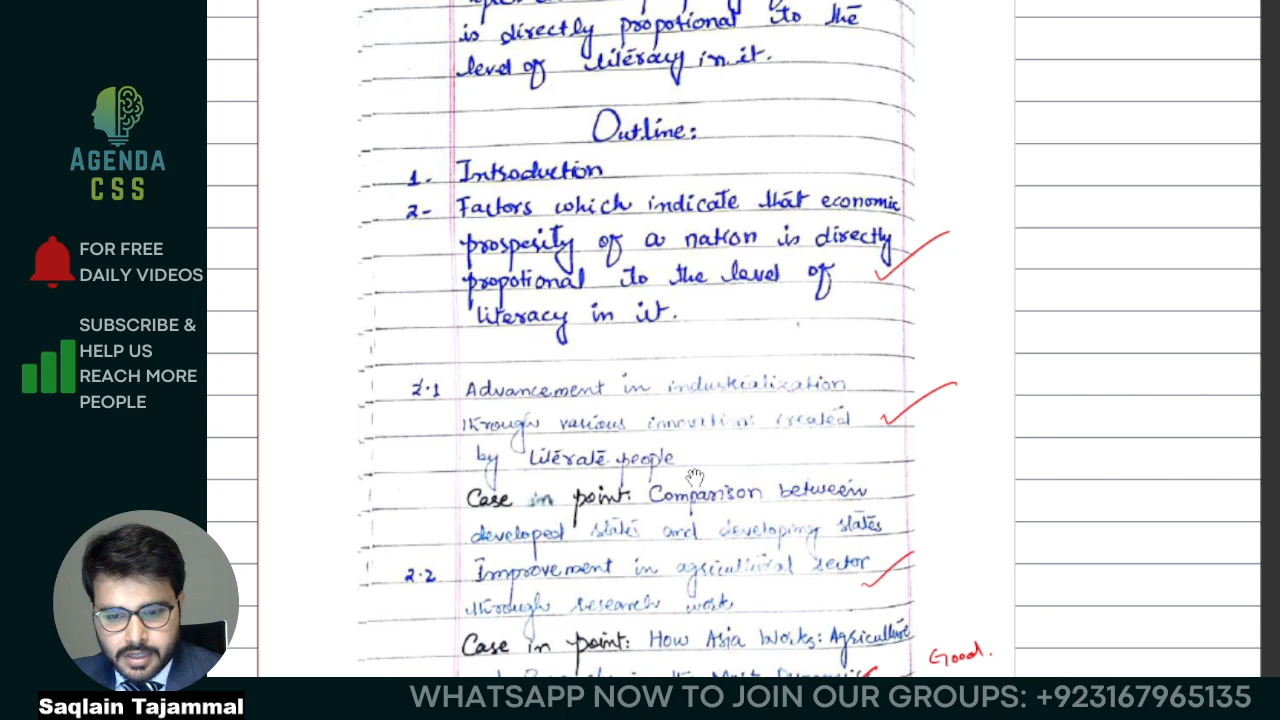 is directly propotional to the
level of literacy in it.
Outline:
1. Introduction
2- Factors which indicate that economic
prosperity of a nation is directly
propotional to the level of
literacy in it.
2.1 Advancement in industrialization
through various innovations created
by literate people
Case in point: Comparison between
developed states and developing states
2.2 Improvement in agricultural sector
through research work
Case in point: How Asia Works: Agriculture
Good.
AGENDA
CSS
FOR FREE
DAILY VIDEOS
SUBSCRIBE &
HELP US
REACH MORE
PEOPLE
Saqlain Tajammal
WHATSAPP NOW TO JOIN OUR GROUPS: +923167965135